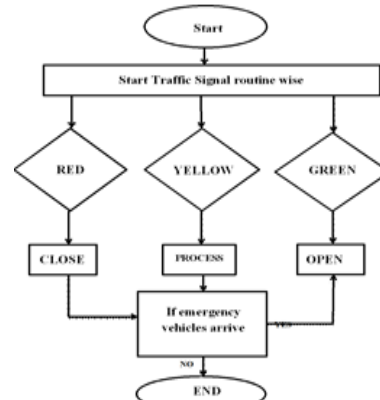 Start
Start Traffic Signal routine wise
RED
YELLOW
GREEN
CLOSE
PROCESS
OPEN
If emergency
vehicles arrive
YES
NO
END